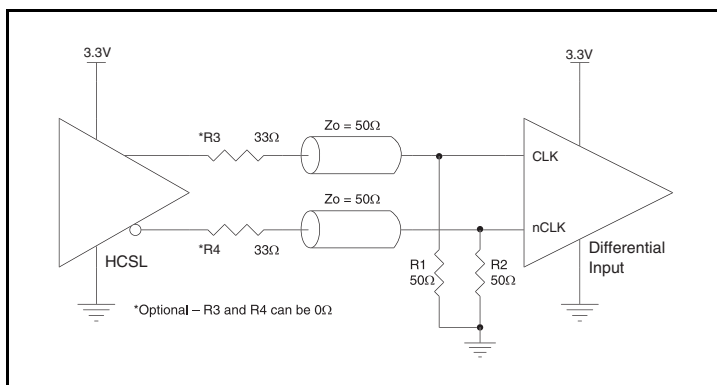 3.3V
3.3V
*R3 33Ω
Zo = 50Ω
CLK
Zo = 50Ω
nCLK
*R4 33Ω
HCSL
R1
50Ω
R2
50Ω
Differential
Input
*Optional – R3 and R4 can be 0Ω